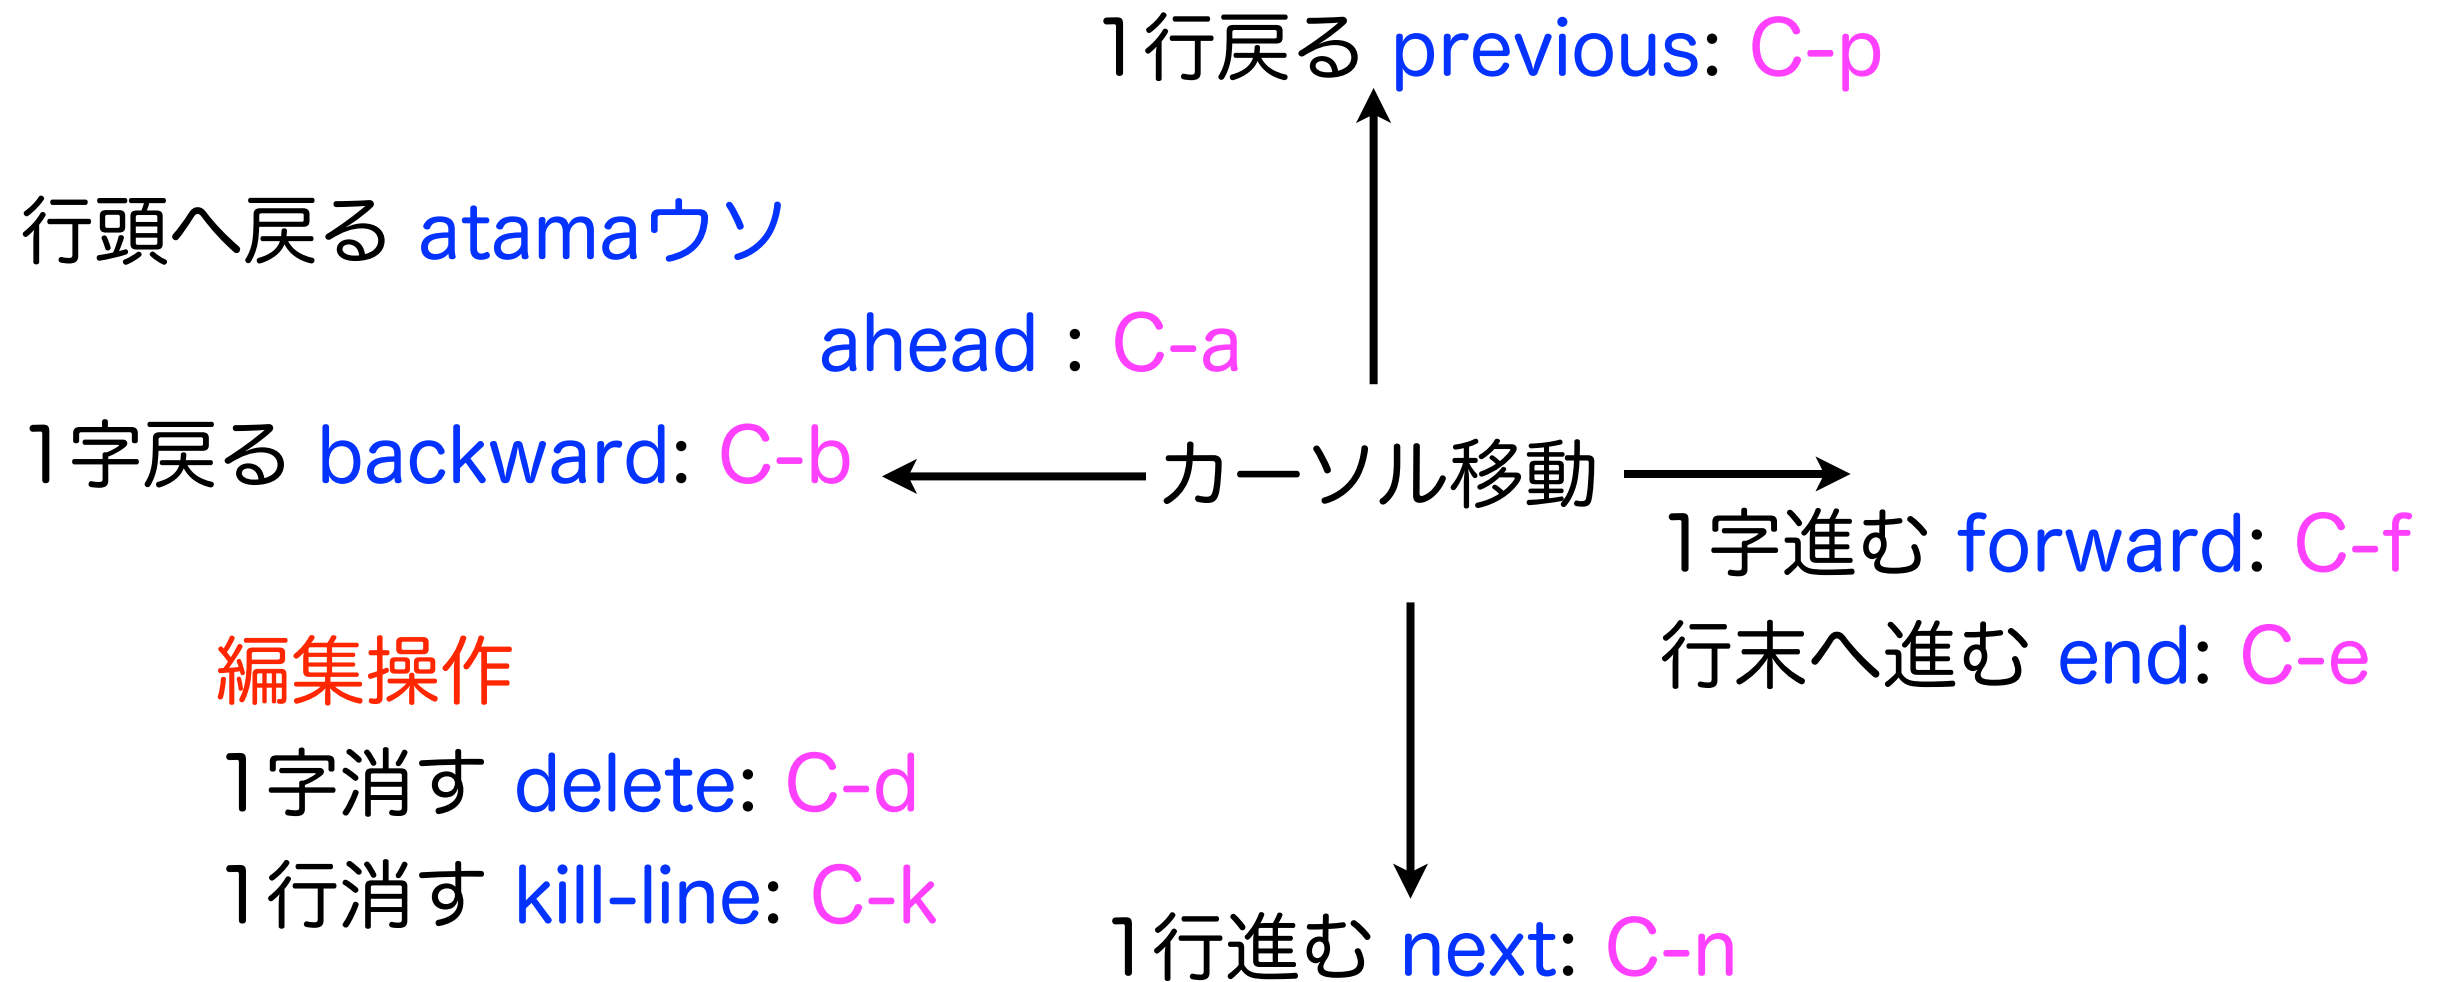 1行戻る previous: C-p
行頭へ戻る atamaウソ
ahead : C-a
1字戻る backward: C-b
カーソル移動
1字進む forward: C-f
行末へ進む end: C-e
編集操作
1字消す delete: C-d
1行消す kill-line: C-k
1行進む next: C-n